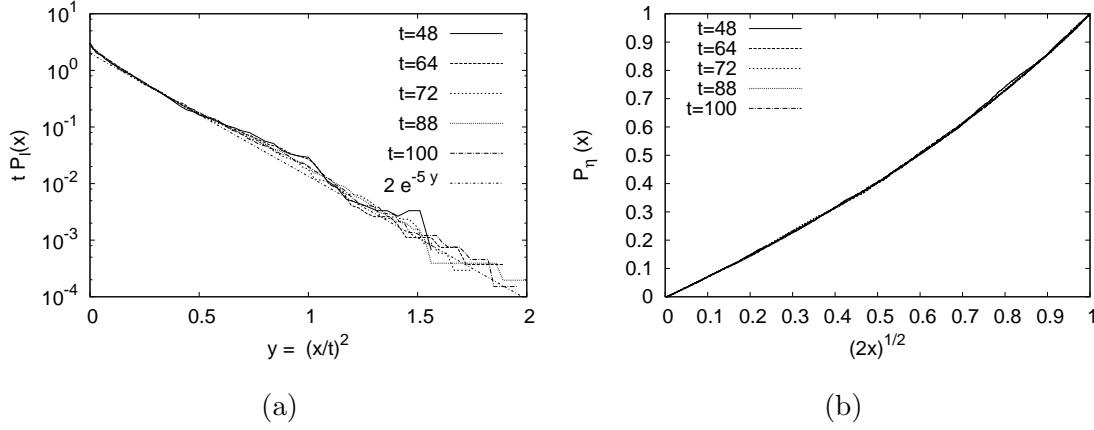 t P_l(x)
10^1
10^0
10^-1
10^-2
10^-3
10^-4
0
0.5
1
1.5
2
y = (x/t)^2
t=48
t=64
t=72
t=88
t=100
2 e^-5 y
(a)
P_η (x)
1
0.9
0.8
0.7
0.6
0.5
0.4
0.3
0.2
0.1
0
0 0.1 0.2 0.3 0.4 0.5 0.6 0.7 0.8 0.9 1
(2x)^1/2
t=48
t=64
t=72
t=88
t=100
(b)